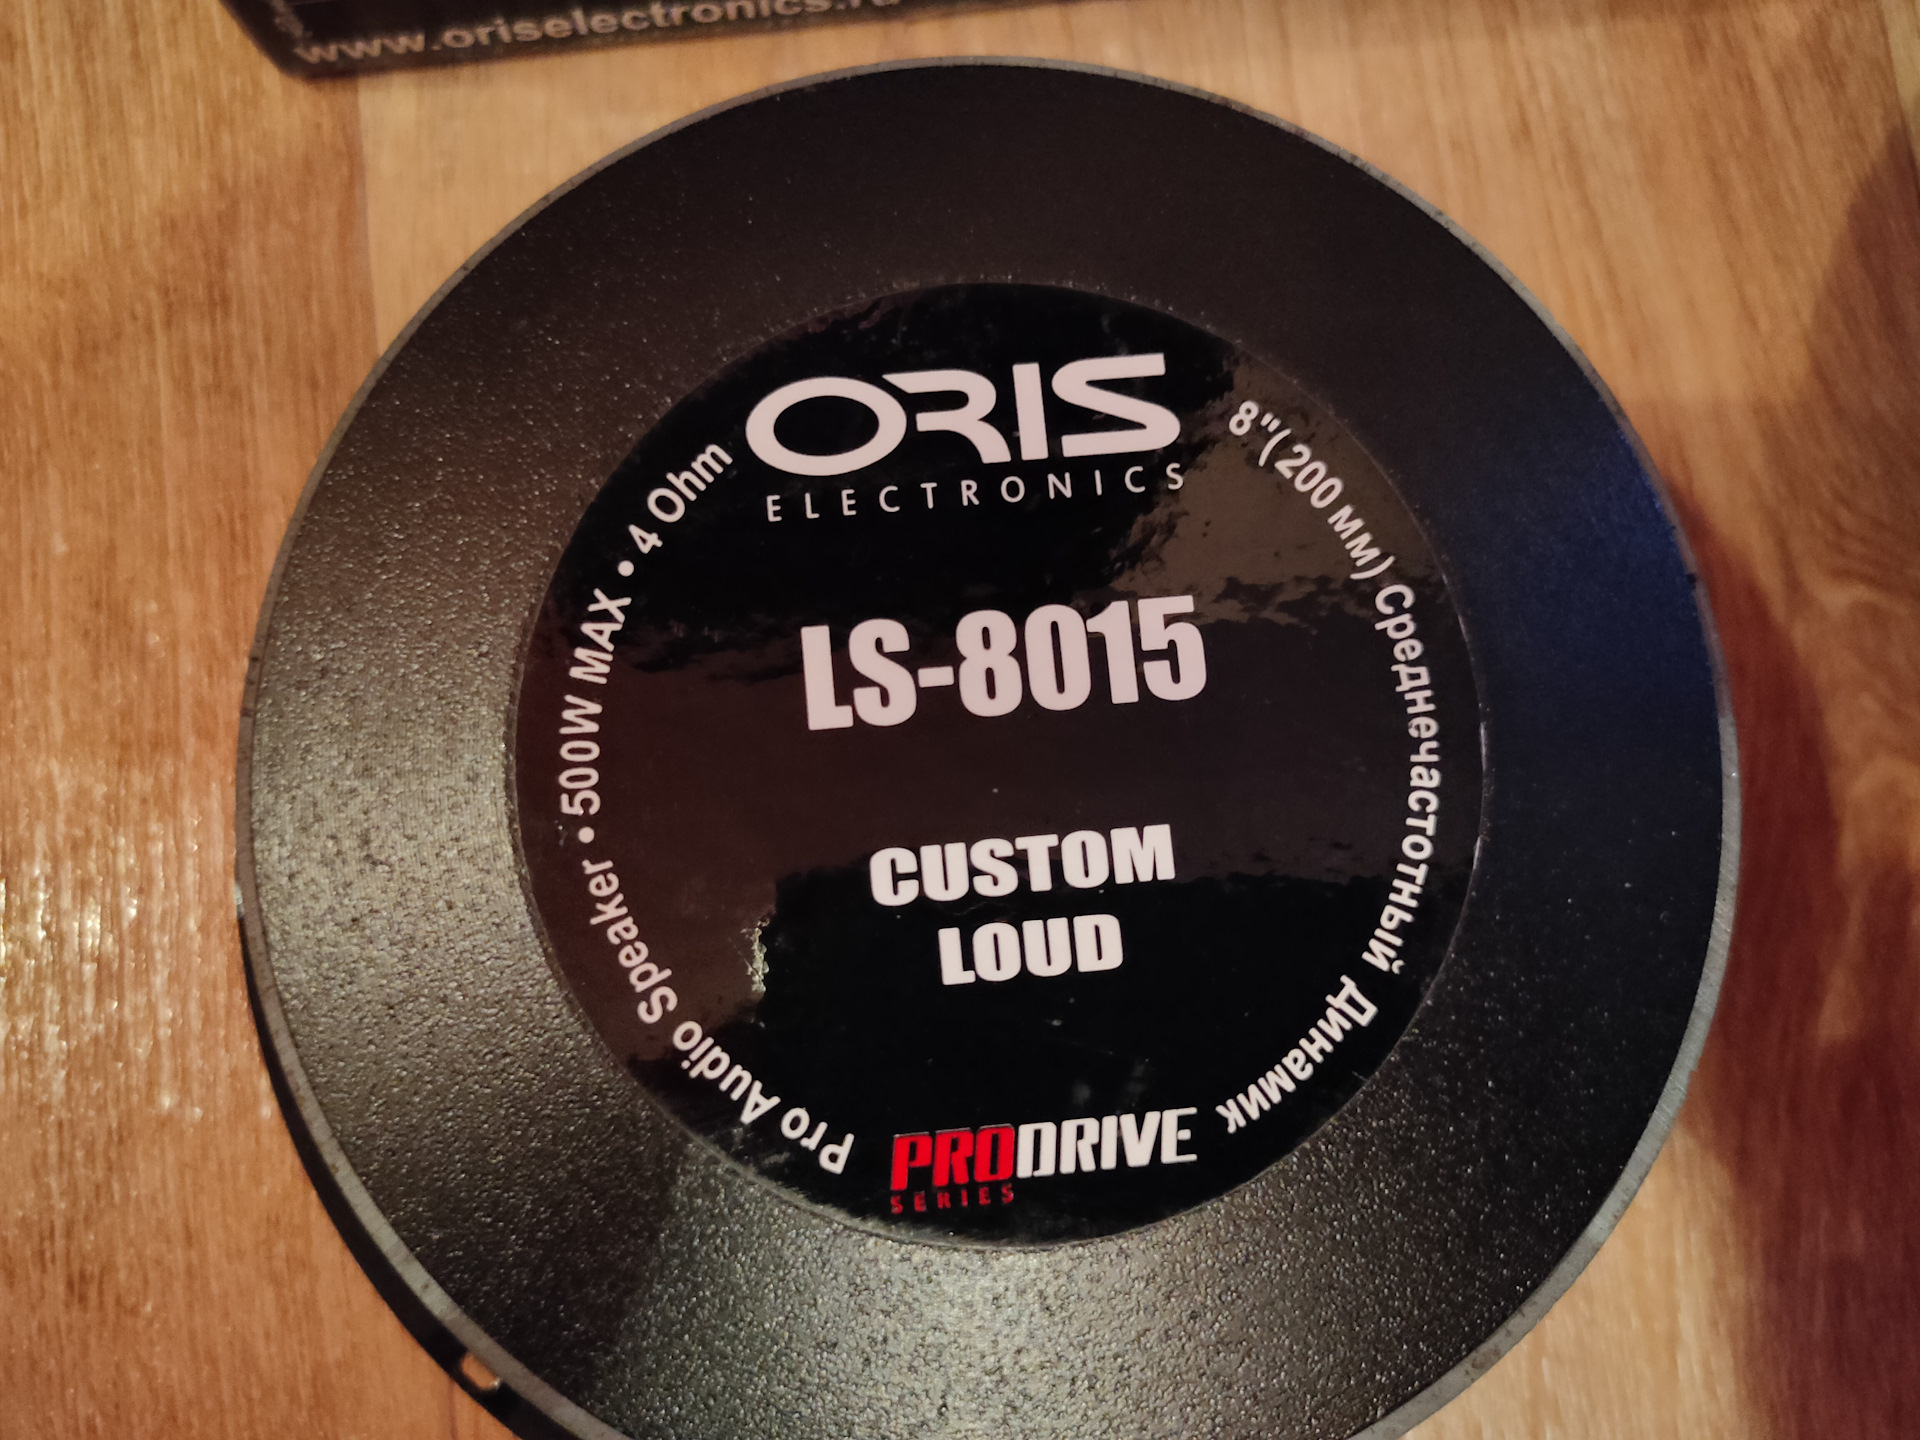 www.oriselectronics.ru
ORIS
ELECTRONICS
Pro Audio Speaker • 500W MAX • 4 Ohm
8"(200 мм) Среднечастотный Динамик
LS-8015
CUSTOM
LOUD
PRODRIVE
SERIES